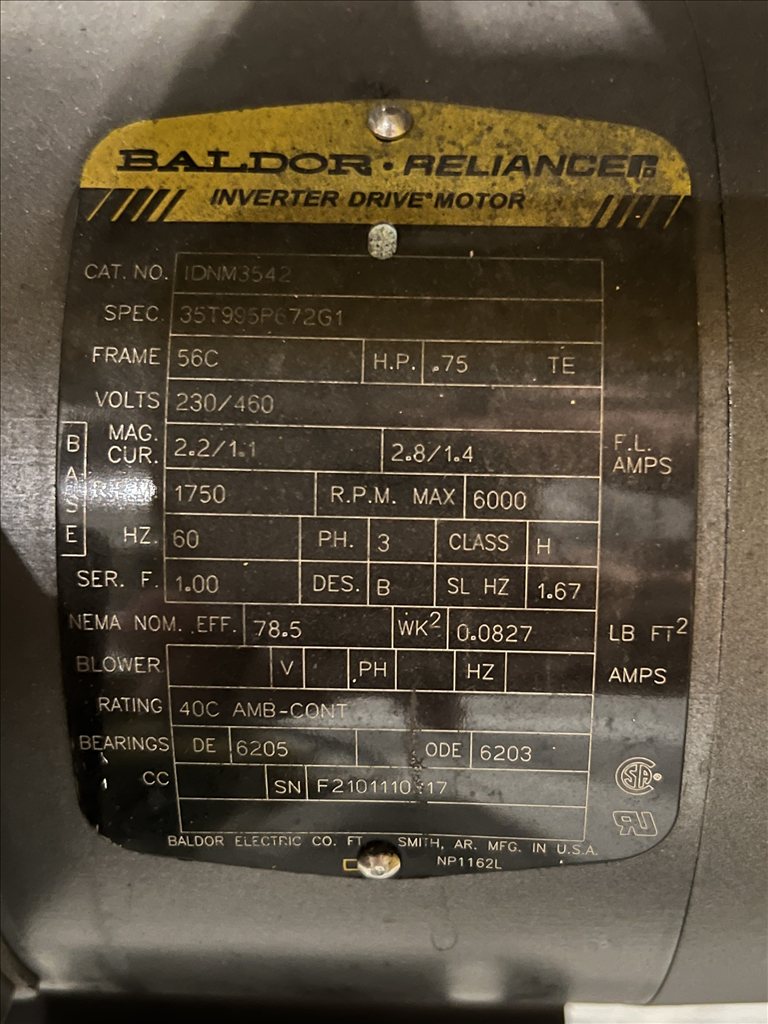 BALDOR • RELIANCE
INVERTER DRIVE MOTOR
CAT. NO. IDNM3542
SPEC. 35T995P672G1
FRAME 56C H.P. .75 TE
VOLTS 230/460
MAG. CUR. 2.2/1.1 2.8/1.4 F.L. AMPS
BASE
1750 R.P.M. MAX 6000
HZ. 60 PH. 3 CLASS H
SER. F. 1.00 DES. B SL HZ 1.67
NEMA NOM. EFF. 78.5 WK2 0.0827 LB FT2
BLOWER V PH HZ AMPS
RATING 40C AMB-CONT
BEARINGS DE 6205 ODE 6203
CC SN F2101110 17
BALDOR ELECTRIC CO. FT. SMITH, AR. MFG. IN U.S.A.
NP1162L